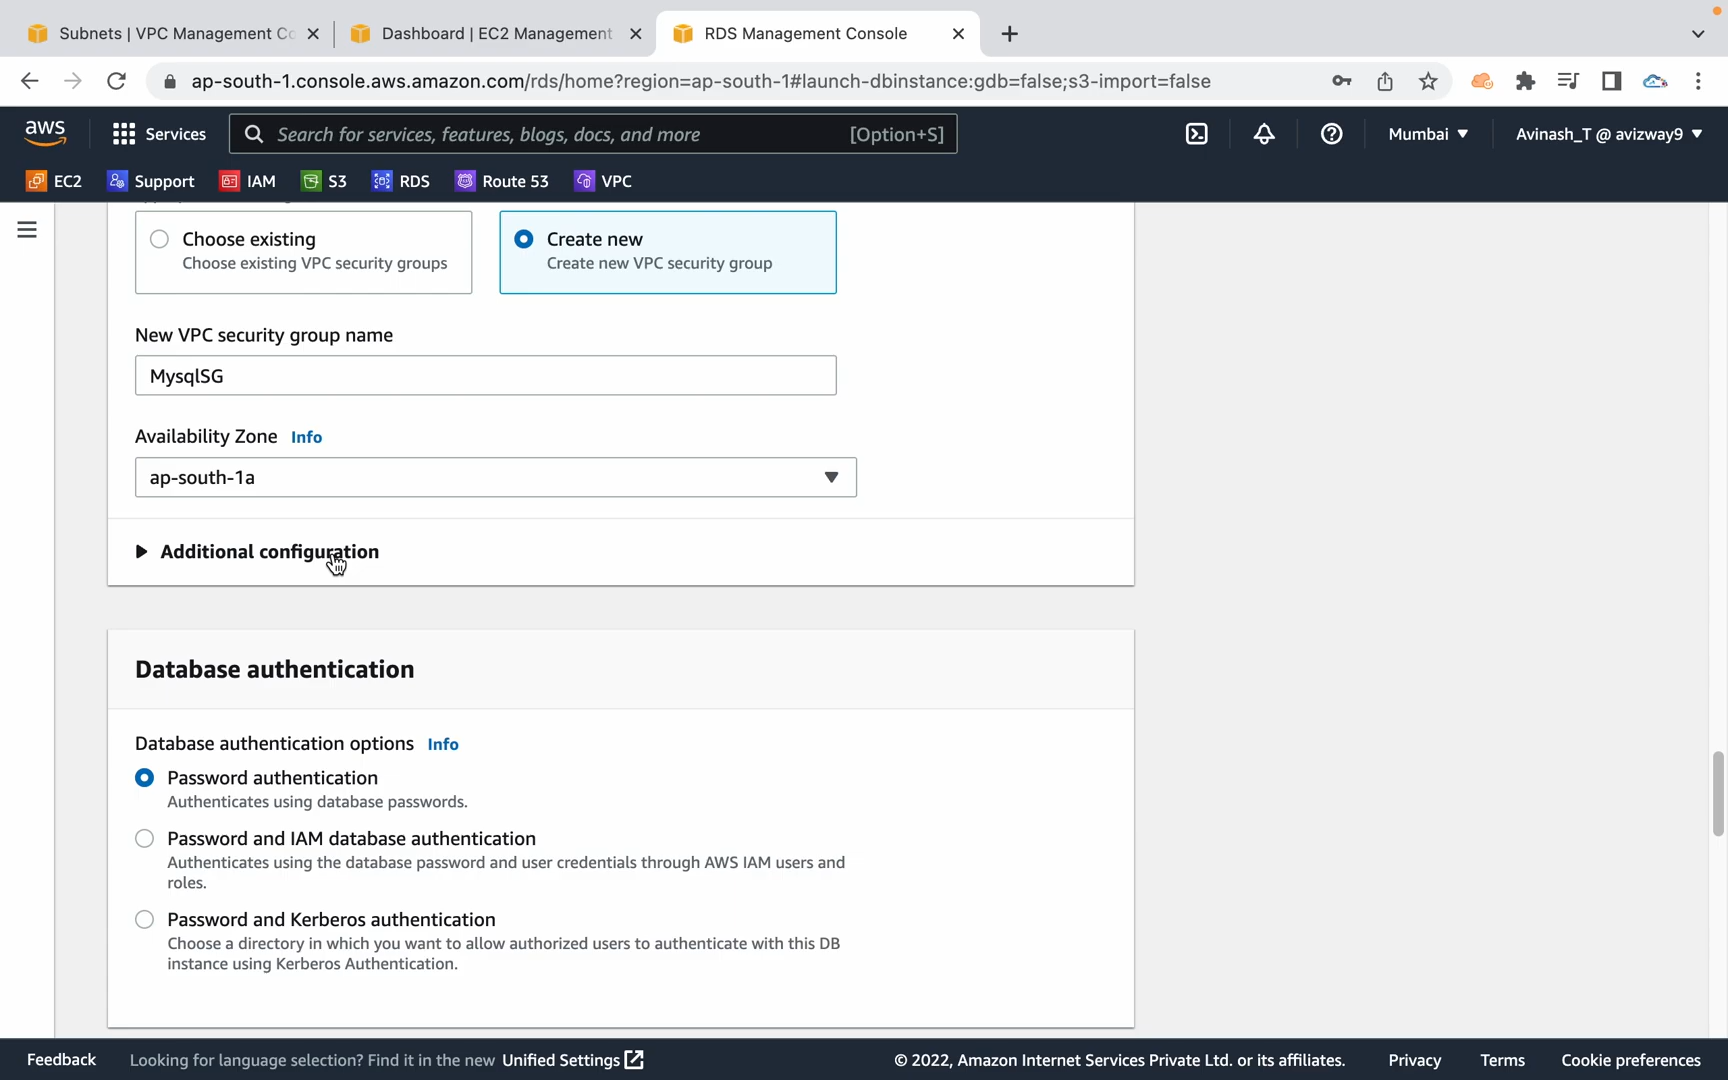 Subnets | VPC Management Co
Dashboard | EC2 Management
RDS Management Console
ap-south-1.console.aws.amazon.com/rds/home?region=ap-south-1#launch-dbinstance:gdb=false;s3-import=false
aws
Services
Search for services, features, blogs, docs, and more
[Option+S]
Mumbai
Avinash_T @ avizway9
EC2
Support
IAM
S3
RDS
Route 53
VPC
Choose existing
Choose existing VPC security groups
Create new
Create new VPC security group
New VPC security group name
MysqlSG
Availability Zone Info
ap-south-1a
Additional configuration
Database authentication
Database authentication options Info
Password authentication
Authenticates using database passwords.
Password and IAM database authentication
Authenticates using the database password and user credentials through AWS IAM users and
roles.
Password and Kerberos authentication
Choose a directory in which you want to allow authorized users to authenticate with this DB
instance using Kerberos Authentication.
Feedback
Looking for language selection? Find it in the new Unified Settings
© 2022, Amazon Internet Services Private Ltd. or its affiliates.
Privacy
Terms
Cookie preferences